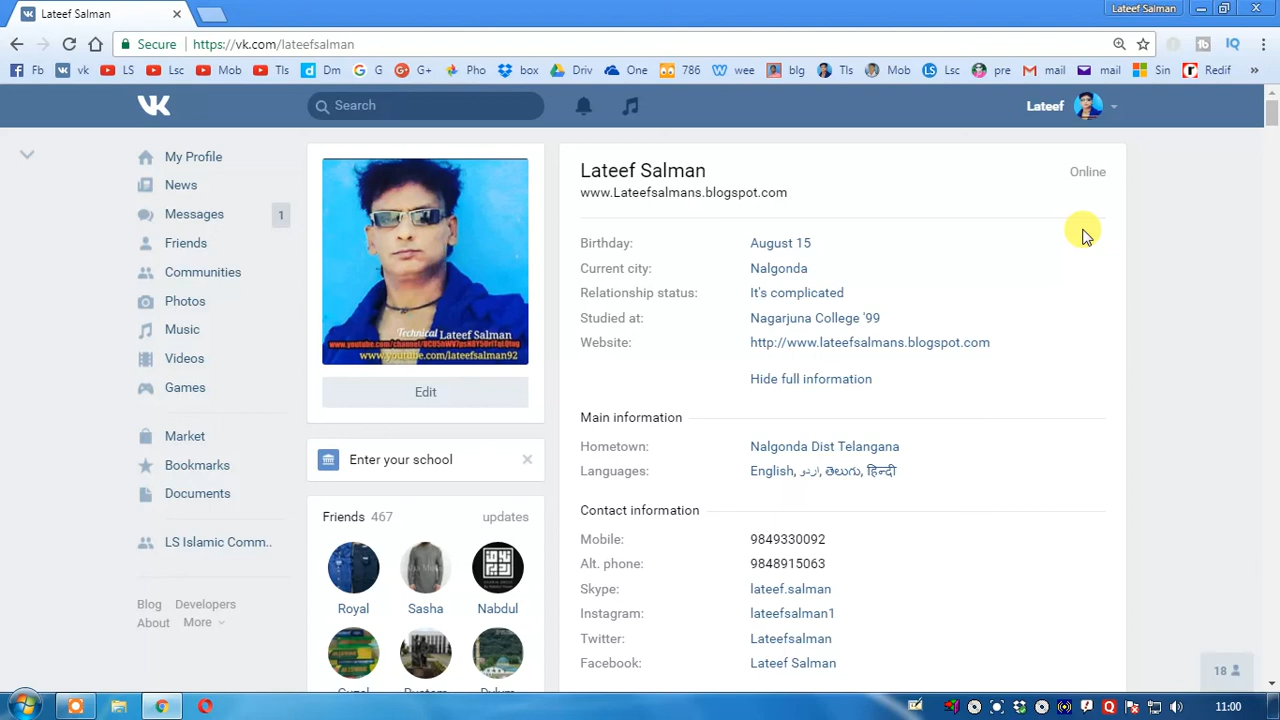 Lateef Salman
Lateef Salman
Secure https://vk.com/lateefsalman
Fb vk LS Lsc Mob Tls Dm G G+ Pho box Driv One 786 wee blg Tls Mob Lsc pre mail mail Sin Redif »
Search
Lateef
My Profile
News
Messages 1
Friends
Communities
Photos
Music
Videos
Games
Market
Bookmarks
Documents
LS Islamic Comm..
Blog Developers
About More
Technical Lateef Salman
www.youtube.com/lateefsalman92
Edit
Enter your school
Friends 467 updates
Royal Sasha Nabdul
Lateef Salman Online
www.Lateefsalmans.blogspot.com
Birthday: August 15
Current city: Nalgonda
Relationship status: It's complicated
Studied at: Nagarjuna College '99
Website: http://www.lateefsalmans.blogspot.com
Hide full information
Main information
Hometown: Nalgonda Dist Telangana
Languages: English, اردو, తెలుగు, हिन्दी
Contact information
Mobile: 9849330092
Alt. phone: 9848915063
Skype: lateef.salman
Instagram: lateefsalman1
Twitter: Lateefsalman
Facebook: Lateef Salman
18
11:00